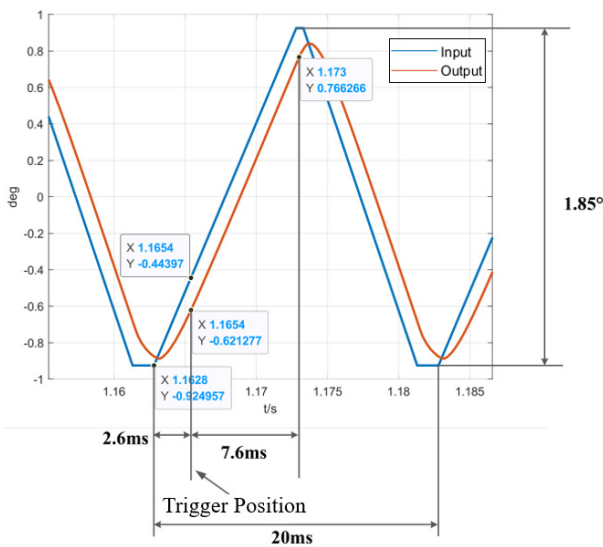 1
0.8
0.6
0.4
0.2
0
-0.2
-0.4
-0.6
-0.8
-1
deg
Input
Output
X 1.173
Y 0.766266
1.85°
X 1.1654
Y -0.44397
X 1.1654
Y -0.621277
X 1.1628
Y -0.924957
1.16
1.17
1.175
1.18
1.185
t/s
2.6ms
7.6ms
Trigger Position
20ms